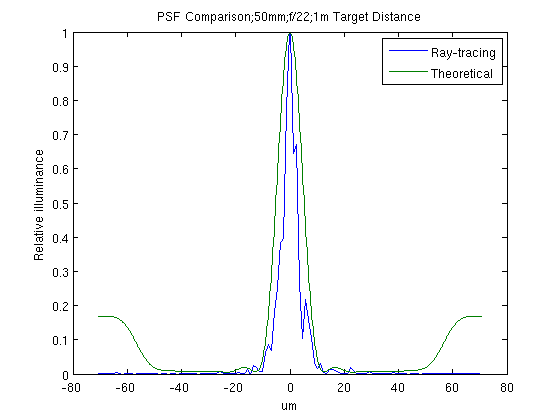 PSF Comparison;50mm;f/22;1m Target Distance
Ray-tracing
Theoretical
1
0.9
0.8
0.7
0.6
0.5
0.4
0.3
0.2
0.1
0
Relative illuminance
-80 -60 -40 -20 0 20 40 60 80
um